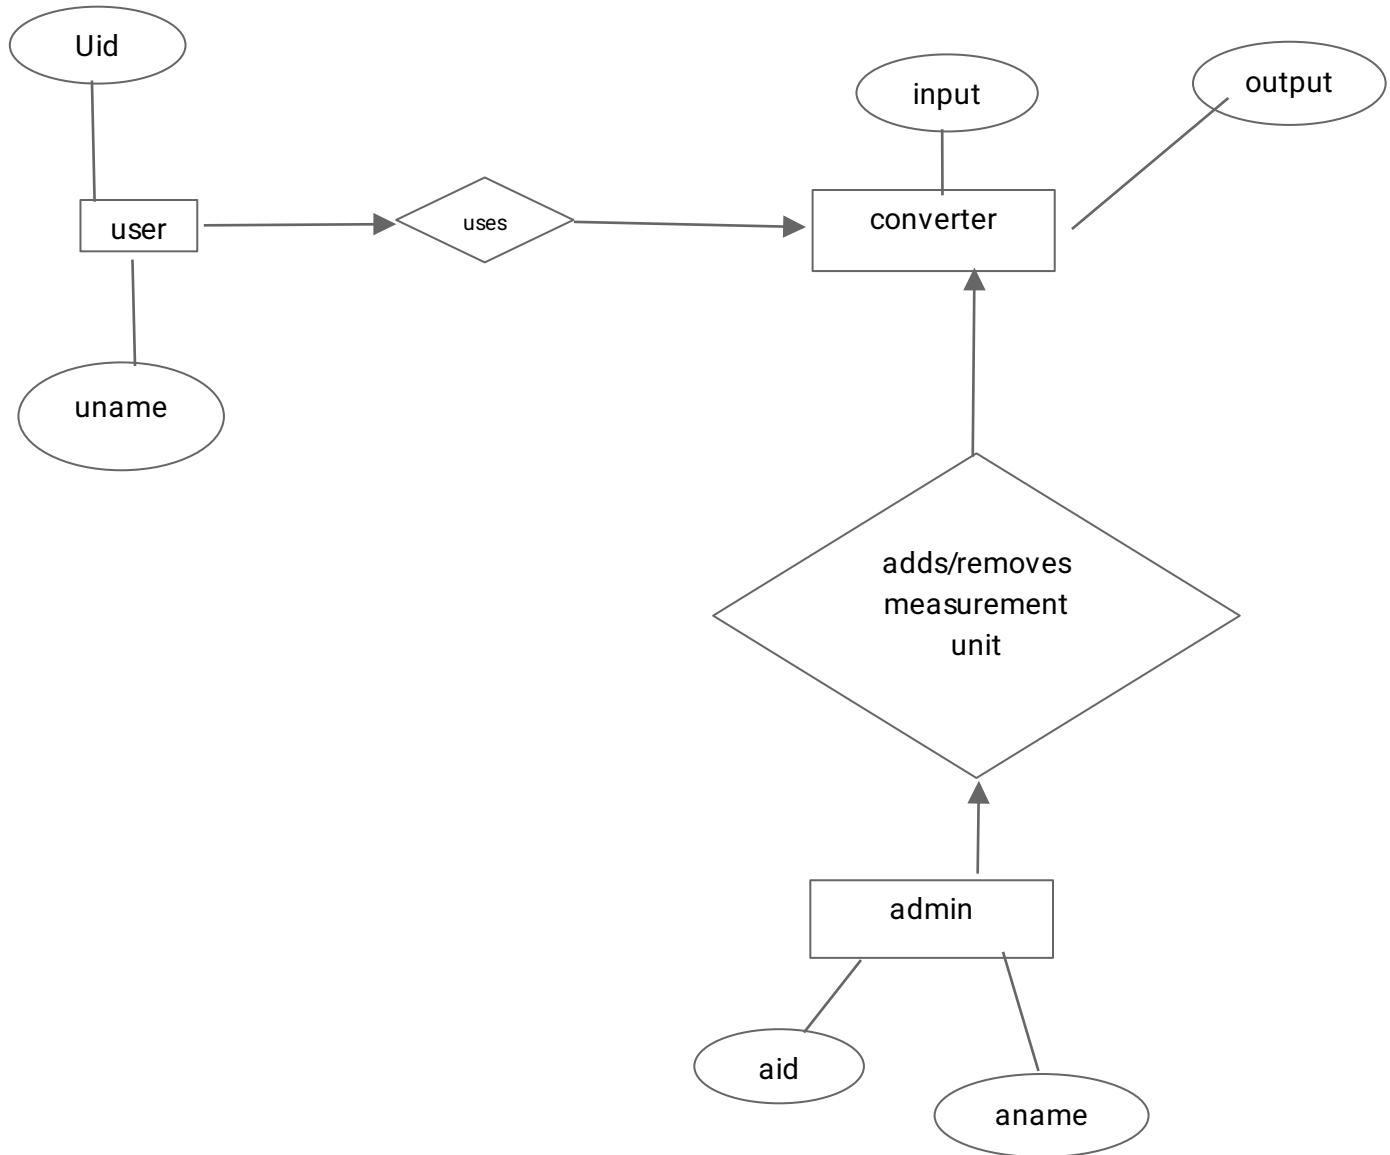 Uid
input
output
user
uses
converter
uname
adds/removes
measurement
unit
admin
aid
aname